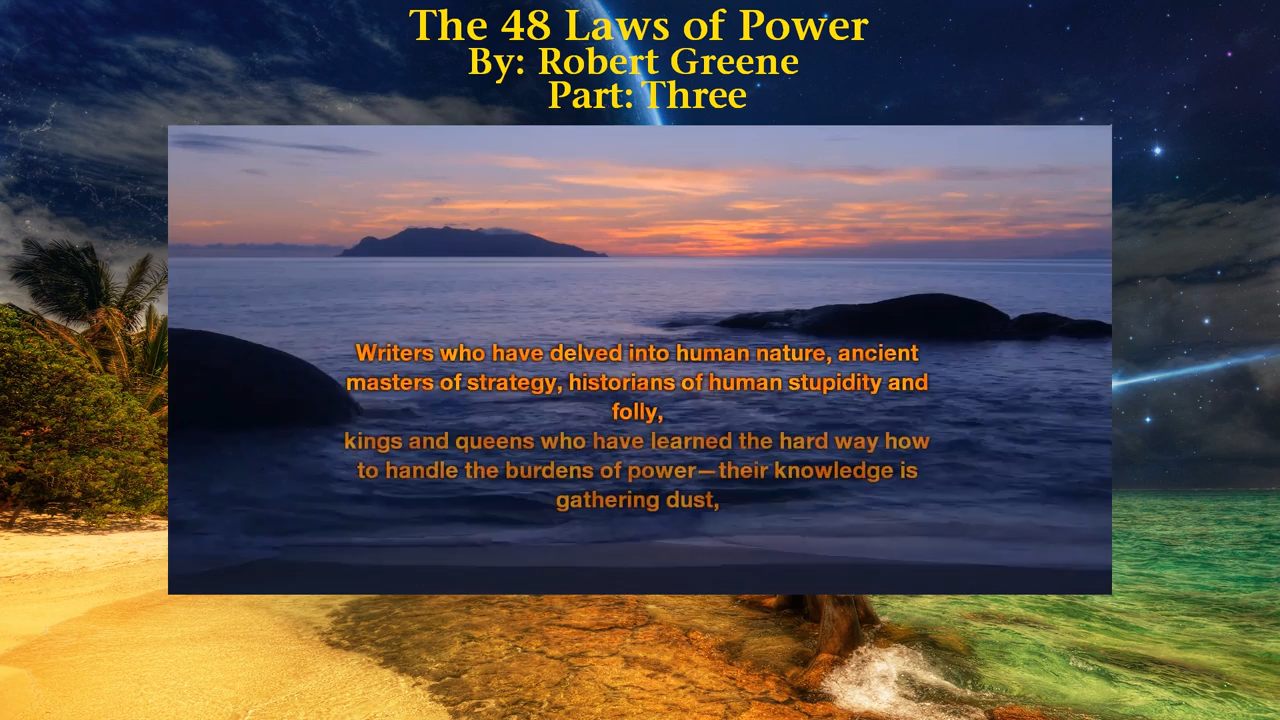 The 48 Laws of Power
By: Robert Greene
Part: Three
Writers who have delved into human nature, ancient
masters of strategy, historians of human stupidity and
folly,
kings and queens who have learned the hard way how
to handle the burdens of power—their knowledge is
gathering dust,